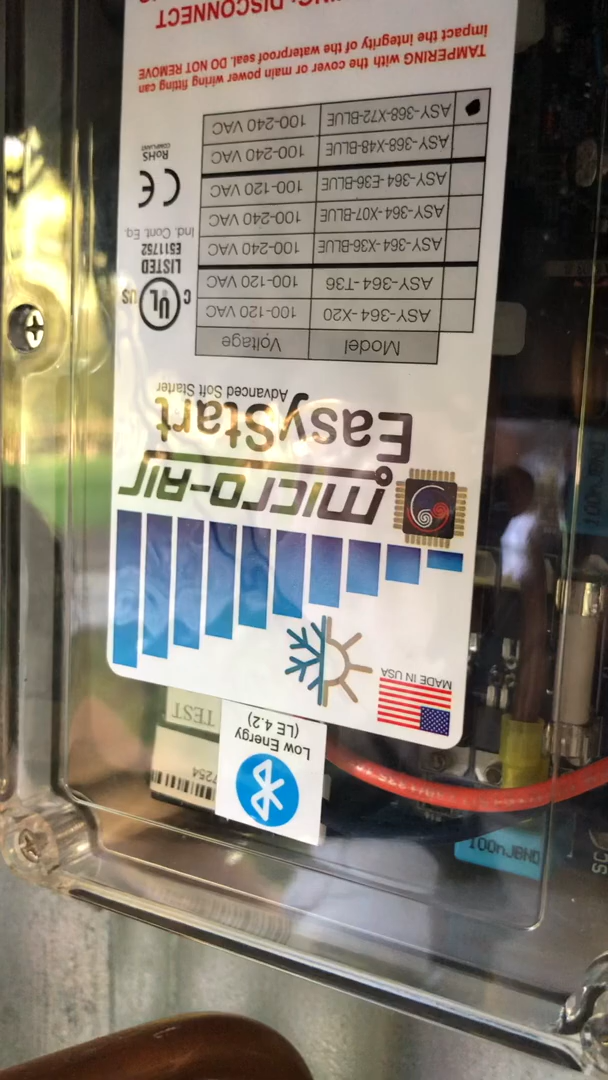 Low Energy
(LE 4.2)
TEST
7254
MADE IN USA
MICRO-AIR
EasyStart
Advanced Soft Starter
Model Voltage
ASY-364-X20 100-120 VAC
ASY-364-T36 100-120 VAC
ASY-364-X36-BLUE 100-240 VAC
ASY-364-X07-BLUE 100-240 VAC
ASY-364-E36-BLUE 100-120 VAC
ASY-368-X48-BLUE 100-240 VAC
ASY-368-X72-BLUE 100-240 VAC
C UL US
LISTED
E511752
Ind. Cont. Eq.
CE
RoHS
COMPLIANT
TAMPERING with the cover or main power wiring fitting can
impact the integrity of the waterproof seal. DO NOT REMOVE
DISCONNECT